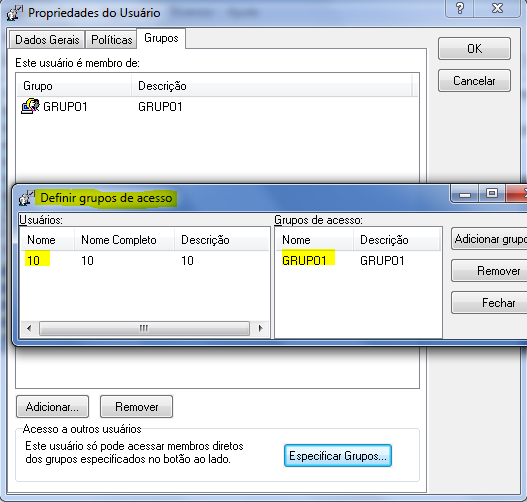 Propriedades do Usuário
Dados Gerais Políticas Grupos
OK
Cancelar
Este usuário é membro de:
Grupo Descrição
GRUPO1 GRUPO1
Definir grupos de acesso
Usuários: Grupos de acesso:
Nome Nome Completo Descrição Nome Descrição
10 10 10 GRUPO1 GRUPO1
Adicionar grupo
Remover
Fechar
Adicionar... Remover
Acesso a outros usuários
Este usuário só pode acessar membros diretos
dos grupos especificados no botão ao lado.
Especificar Grupos...